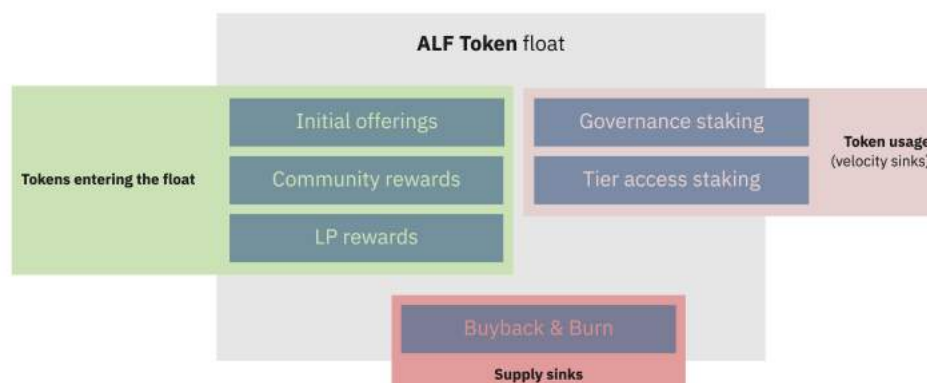 ALF Token float
Initial offerings
Governance staking
Token usage
(velocity sinks)
Tokens entering the float
Community rewards
Tier access staking
LP rewards
Buyback & Burn
Supply sinks